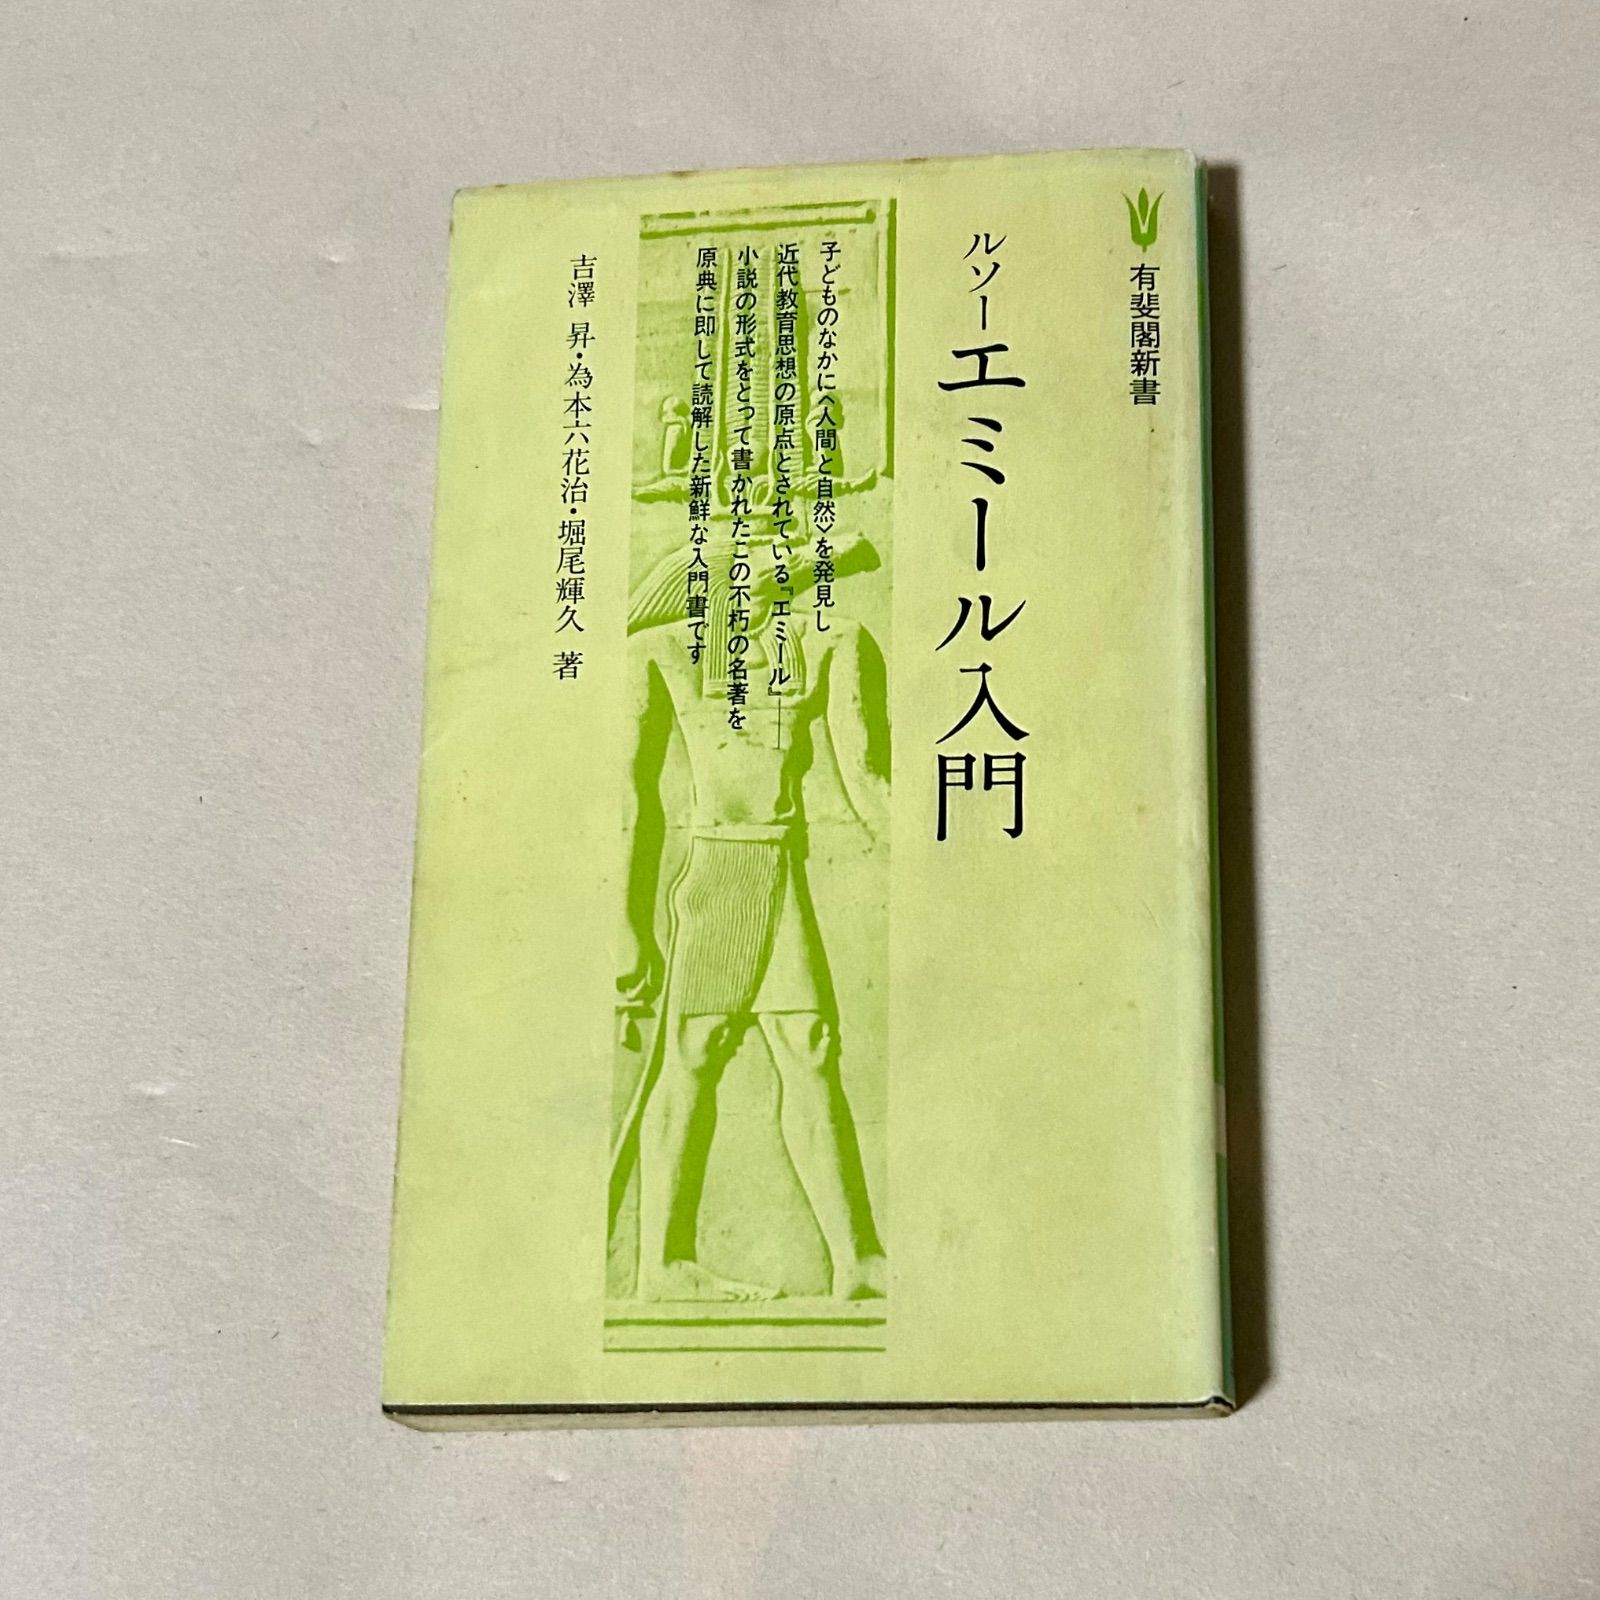 有斐閣新書
ルソー エミール入門
子どものなかに〈人間と自然〉を発見し
近代教育思想の原点とされている『エミール』――
小説の形式をとって書かれたこの不朽の名著を
原典に即して読解した新鮮な入門書です
吉澤 昇・為本六花治・堀尾輝久 著